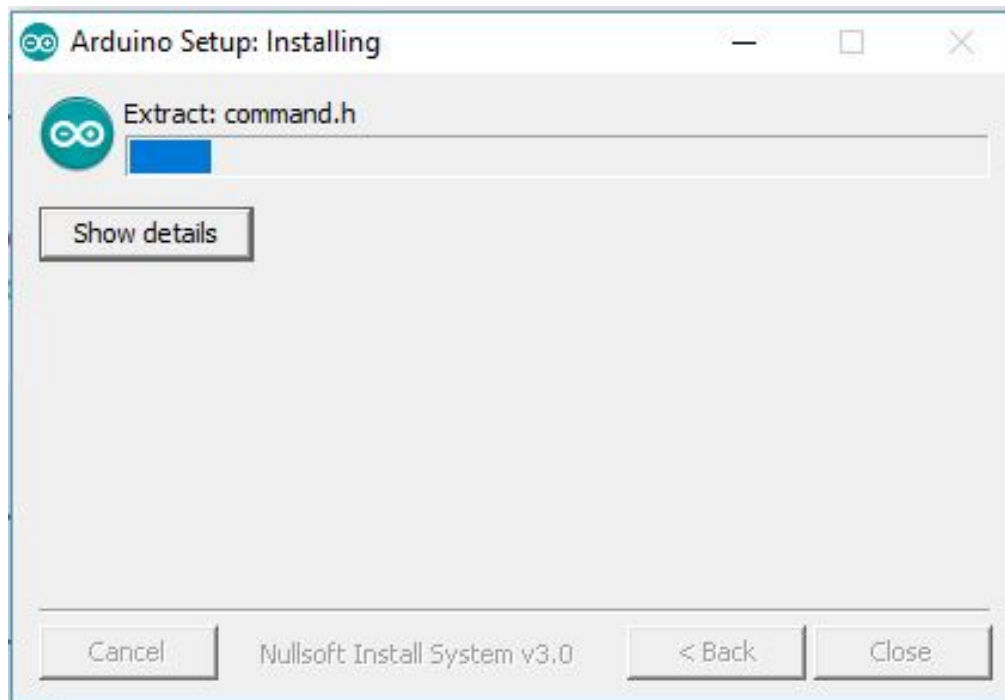 Arduino Setup: Installing
Extract: command.h
Show details
Cancel
Nullsoft Install System v3.0
< Back
Close